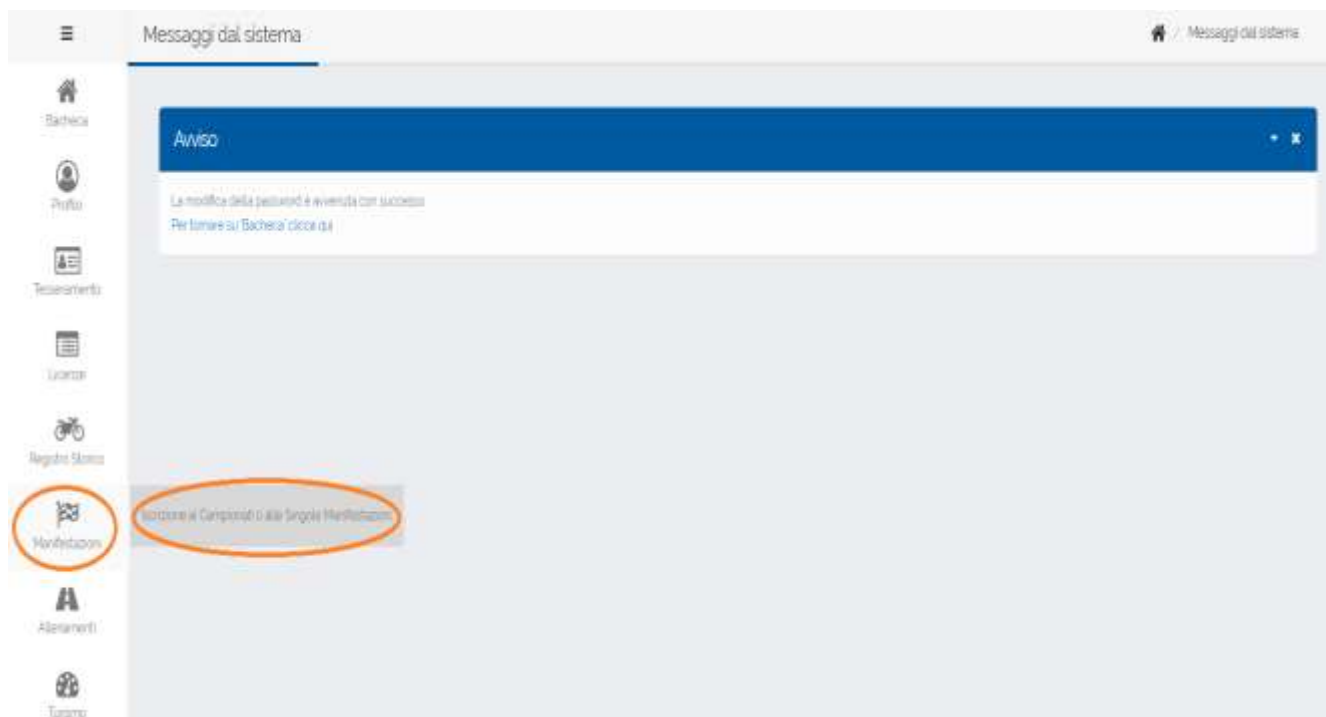 Messaggi dal sistema
/ Messaggi dal sistema
Bacheca
Avviso
Profilo
La modifica della password è avvenuta con successo
Per tornare su 'Bacheca' clicca qui
Tesseramento
Licenze
Registro Storico
Manifestazioni
Iscrizione ai Campionati o alle Singole Manifestazioni
Allenamenti
Turismo